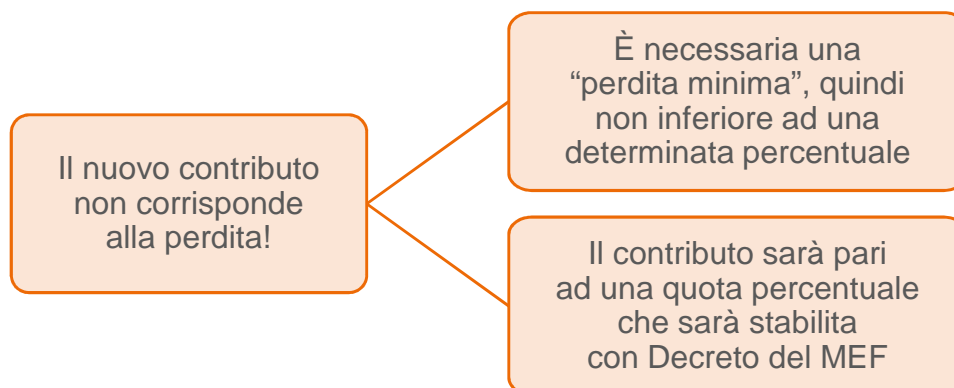 Il nuovo contributo
non corrisponde
alla perdita!
È necessaria una
“perdita minima”, quindi
non inferiore ad una
determinata percentuale
Il contributo sarà pari
ad una quota percentuale
che sarà stabilita
con Decreto del MEF